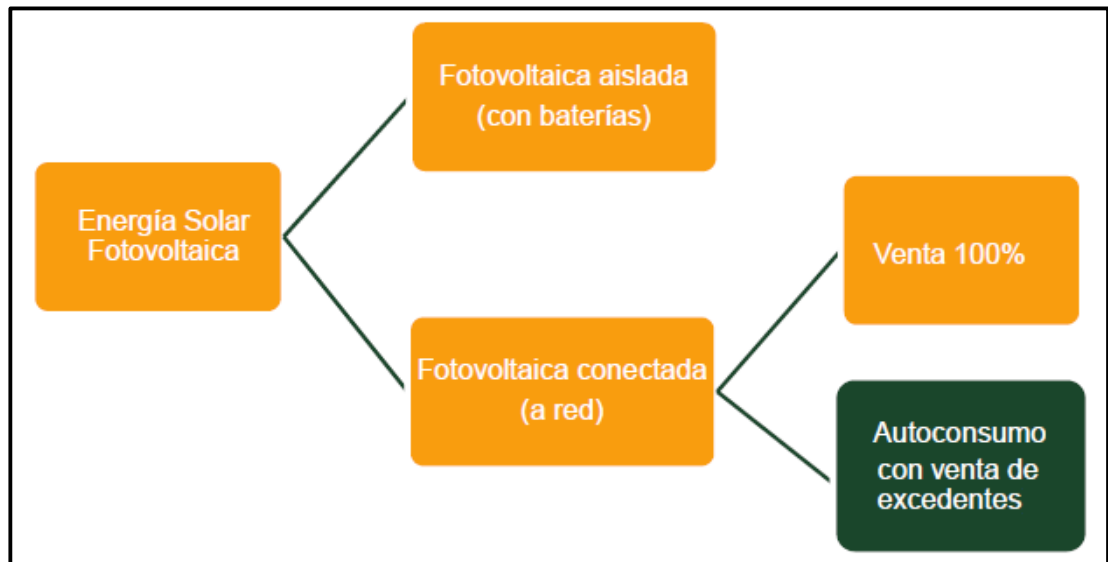 Fotovoltaica aislada
(con baterías)
Energía Solar
Fotovoltaica
Venta 100%
Fotovoltaica conectada
(a red)
Autoconsumo
con venta de
excedentes